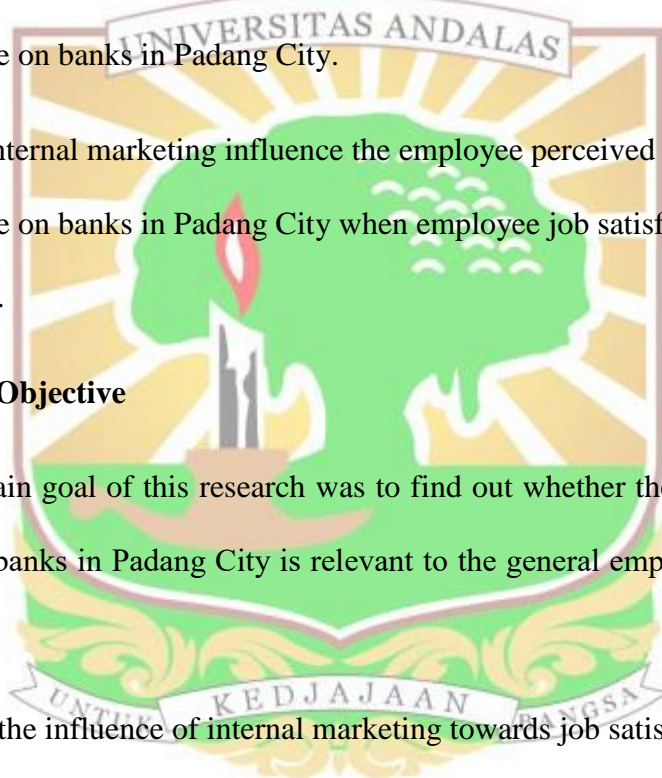 UNIVERSITAS ANDALAS
e on banks in Padang City.
nternal marketing influence the employee perceived
e on banks in Padang City when employee job satisf
.
Objective
ain goal of this research was to find out whether the
banks in Padang City is relevant to the general emp
UNTUK KEDJAJAAN BANGSA
the influence of internal marketing towards job satis